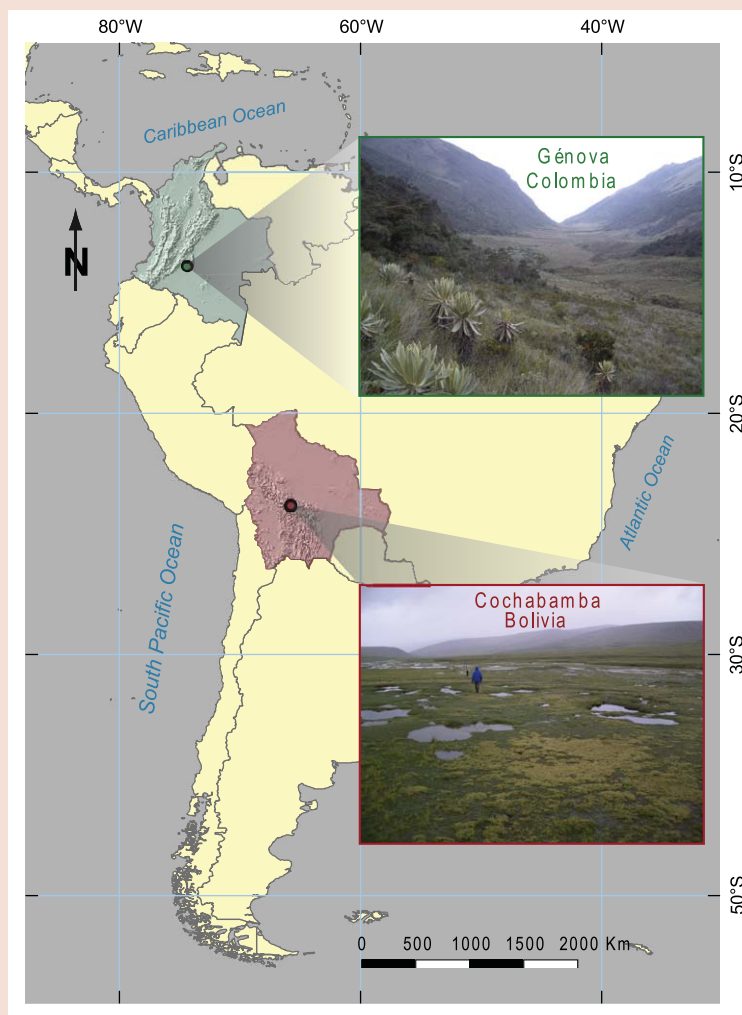 80°W 60°W 40°W
Caribbean Ocean
Génova
Colombia
10°S
N
20°S
Atlantic Ocean
South Pacific Ocean
Cochabamba
Bolivia
30°S
50°S
0 500 1000 1500 2000 Km